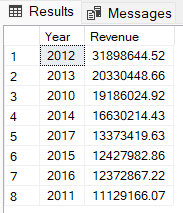 Results Messages
Year Revenue
1 2012 31898644.52
2 2013 20330448.66
3 2010 19186024.92
4 2014 16630214.43
5 2017 13373419.63
6 2015 12427982.86
7 2016 12372867.22
8 2011 11129166.07